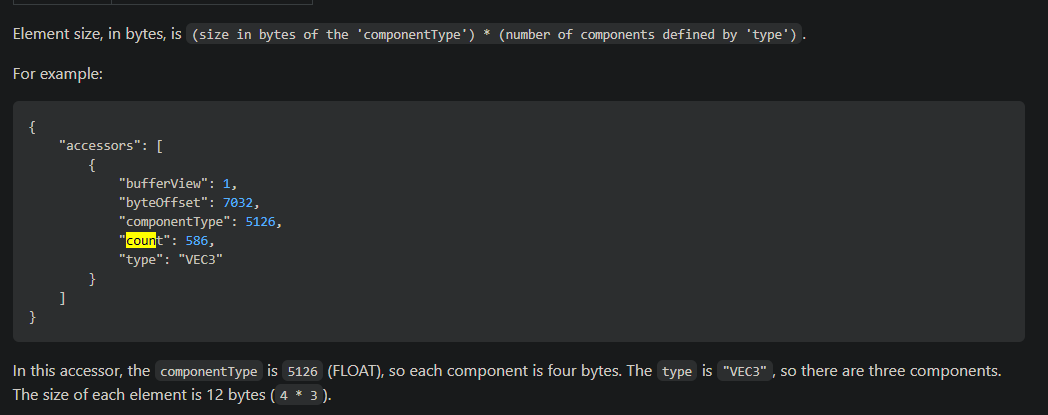 Element size, in bytes, is (size in bytes of the 'componentType') * (number of components defined by 'type').
For example:
{
"accessors": [
{
"bufferView": 1,
"byteOffset": 7032,
"componentType": 5126,
"count": 586,
"type": "VEC3"
}
]
}
In this accessor, the componentType is 5126 (FLOAT), so each component is four bytes. The type is "VEC3", so there are three components.
The size of each element is 12 bytes (4 * 3).